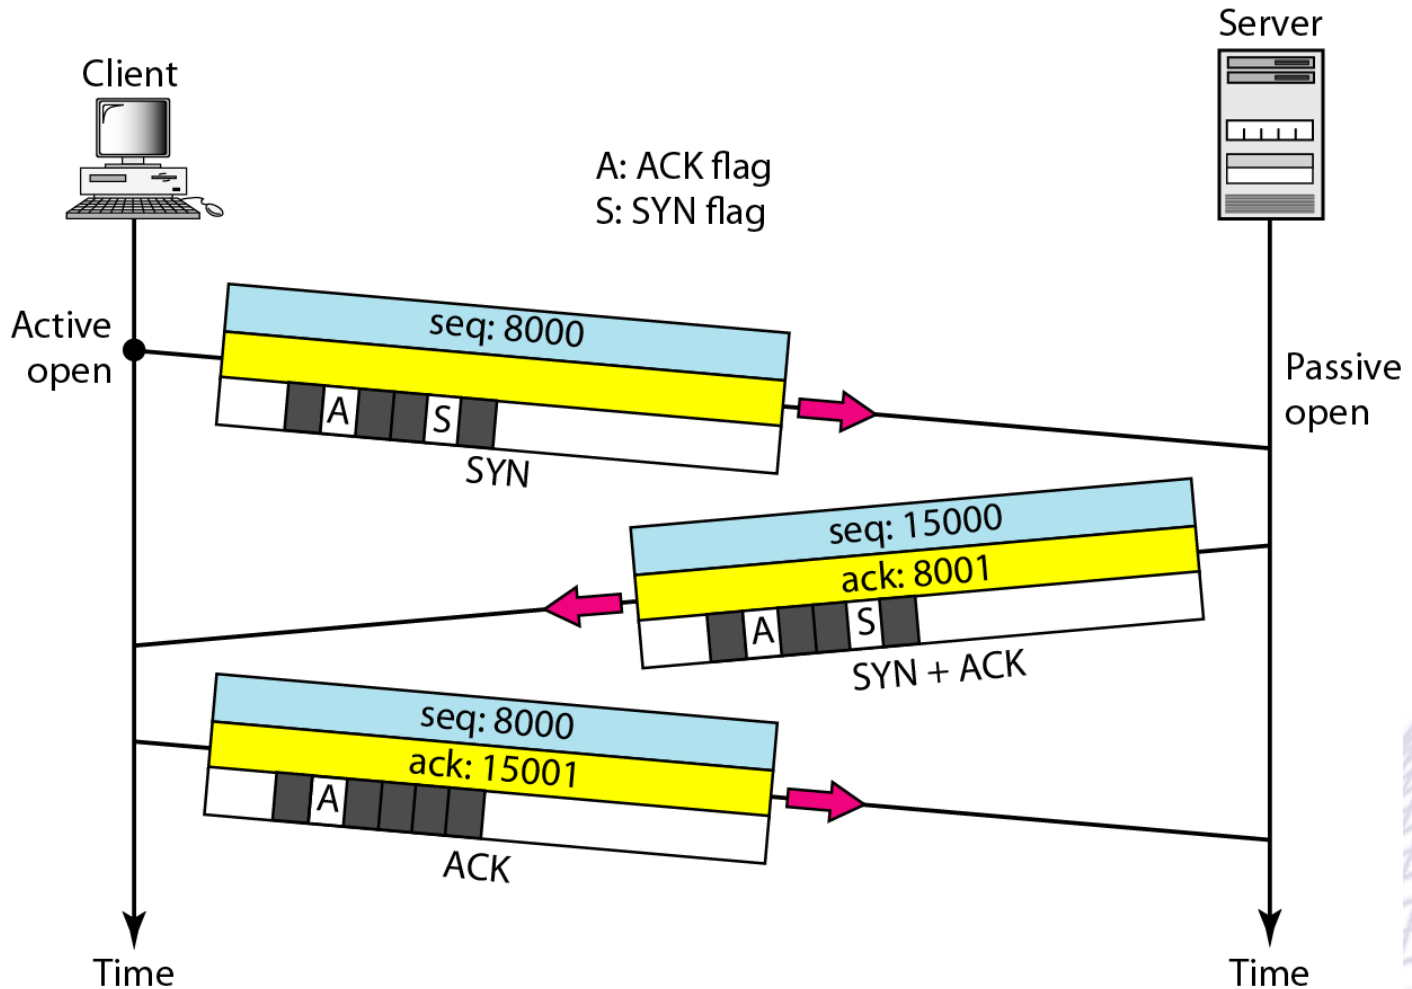 Server
Client
A: ACK flag
S: SYN flag
Active
open
seq: 8000
A S
SYN
Passive
open
seq: 15000
ack: 8001
A S
SYN + ACK
seq: 8000
ack: 15001
A
ACK
Time
Time